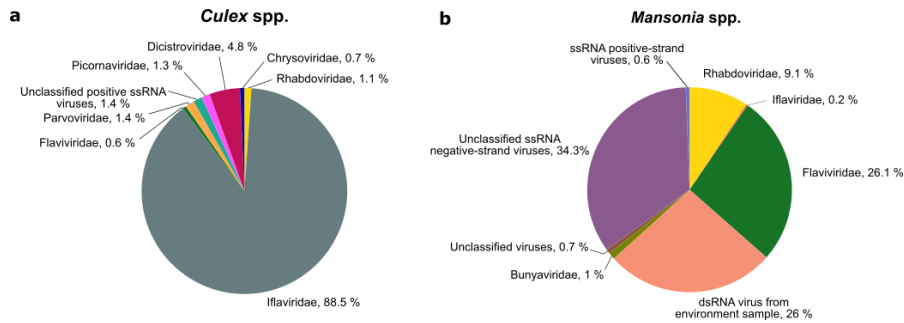 a
Culex spp.
Dicistroviridae, 4.8 %
Picornaviridae, 1.3 %
Chrysoviridae, 0.7 %
Rhabdoviridae, 1.1 %
Unclassified positive ssRNA
viruses, 1.4 %
Parvoviridae, 1.4 %
Flaviviridae, 0.6 %
Iflaviridae, 88.5 %
b
Mansonia spp.
ssRNA positive-strand
viruses, 0.6 %
Rhabdoviridae, 9.1 %
Iflaviridae, 0.2 %
Unclassified ssRNA
negative-strand viruses, 34.3%
Flaviviridae, 26.1 %
Unclassified viruses, 0.7 %
Bunyaviridae, 1 %
dsRNA virus from
environment sample, 26 %